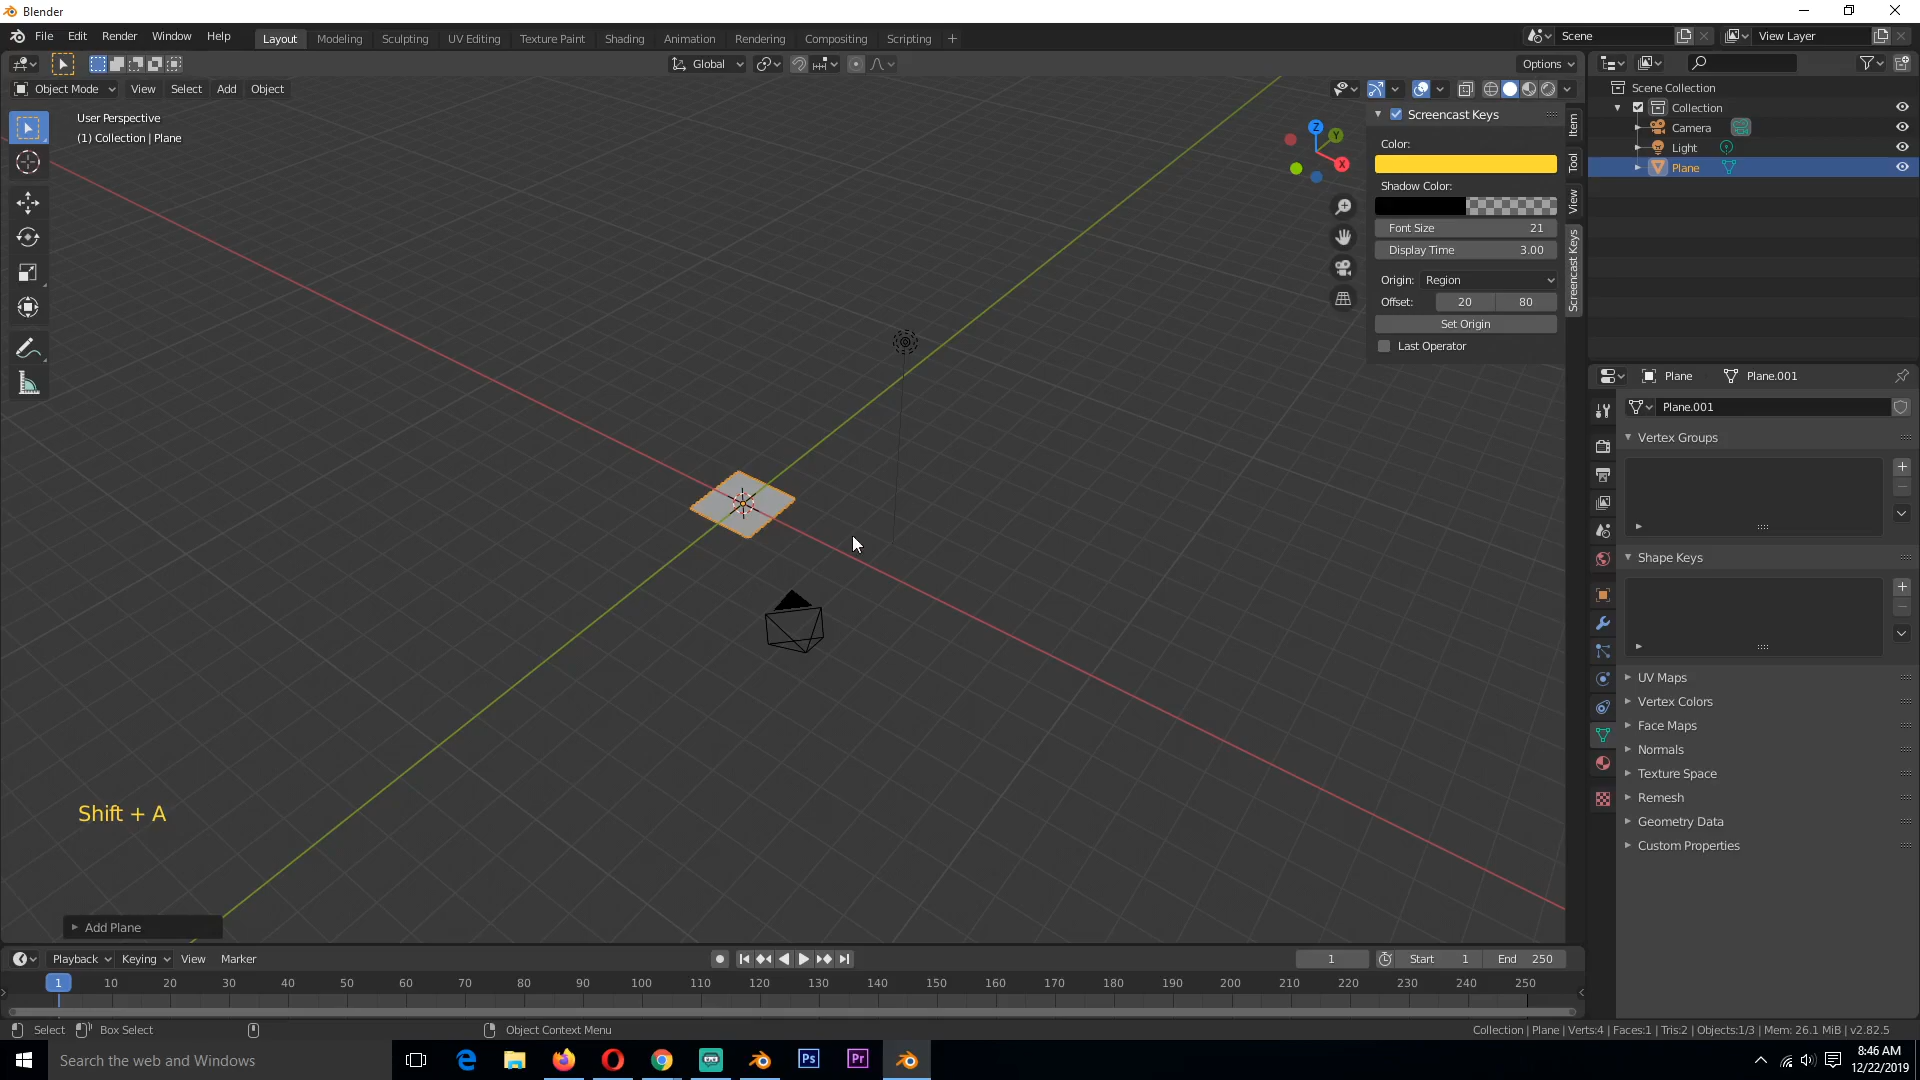 Blender
File Edit Render Window Help
Layout Modeling Sculpting UV Editing Texture Paint Shading Animation Rendering Compositing Scripting +
Scene
View Layer
Global
Options
Object Mode View Select Add Object
User Perspective
(1) Collection | Plane
Z
Y
X
Screencast Keys
Color:
Shadow Color:
Font Size 21
Display Time 3.00
Origin: Region
Offset: 20 80
Set Origin
Last Operator
Item
Tool
View
Screencast Keys
Scene Collection
Collection
Camera
Light
Plane
Plane Plane.001
Plane.001
Vertex Groups
Shape Keys
UV Maps
Vertex Colors
Face Maps
Normals
Texture Space
Remesh
Geometry Data
Custom Properties
Shift + A
Add Plane
Playback Keying View Marker
1 Start 1 End 250
1 10 20 30 40 50 60 70 80 90 100 110 120 130 140 150 160 170 180 190 200 210 220 230 240 250
Select Box Select Object Context Menu
Collection | Plane | Verts:4 | Faces:1 | Tris:2 | Objects:1/3 | Mem: 26.1 MiB | v2.82.5
Search the web and Windows
Ps
Pr
8:46 AM
12/22/2019